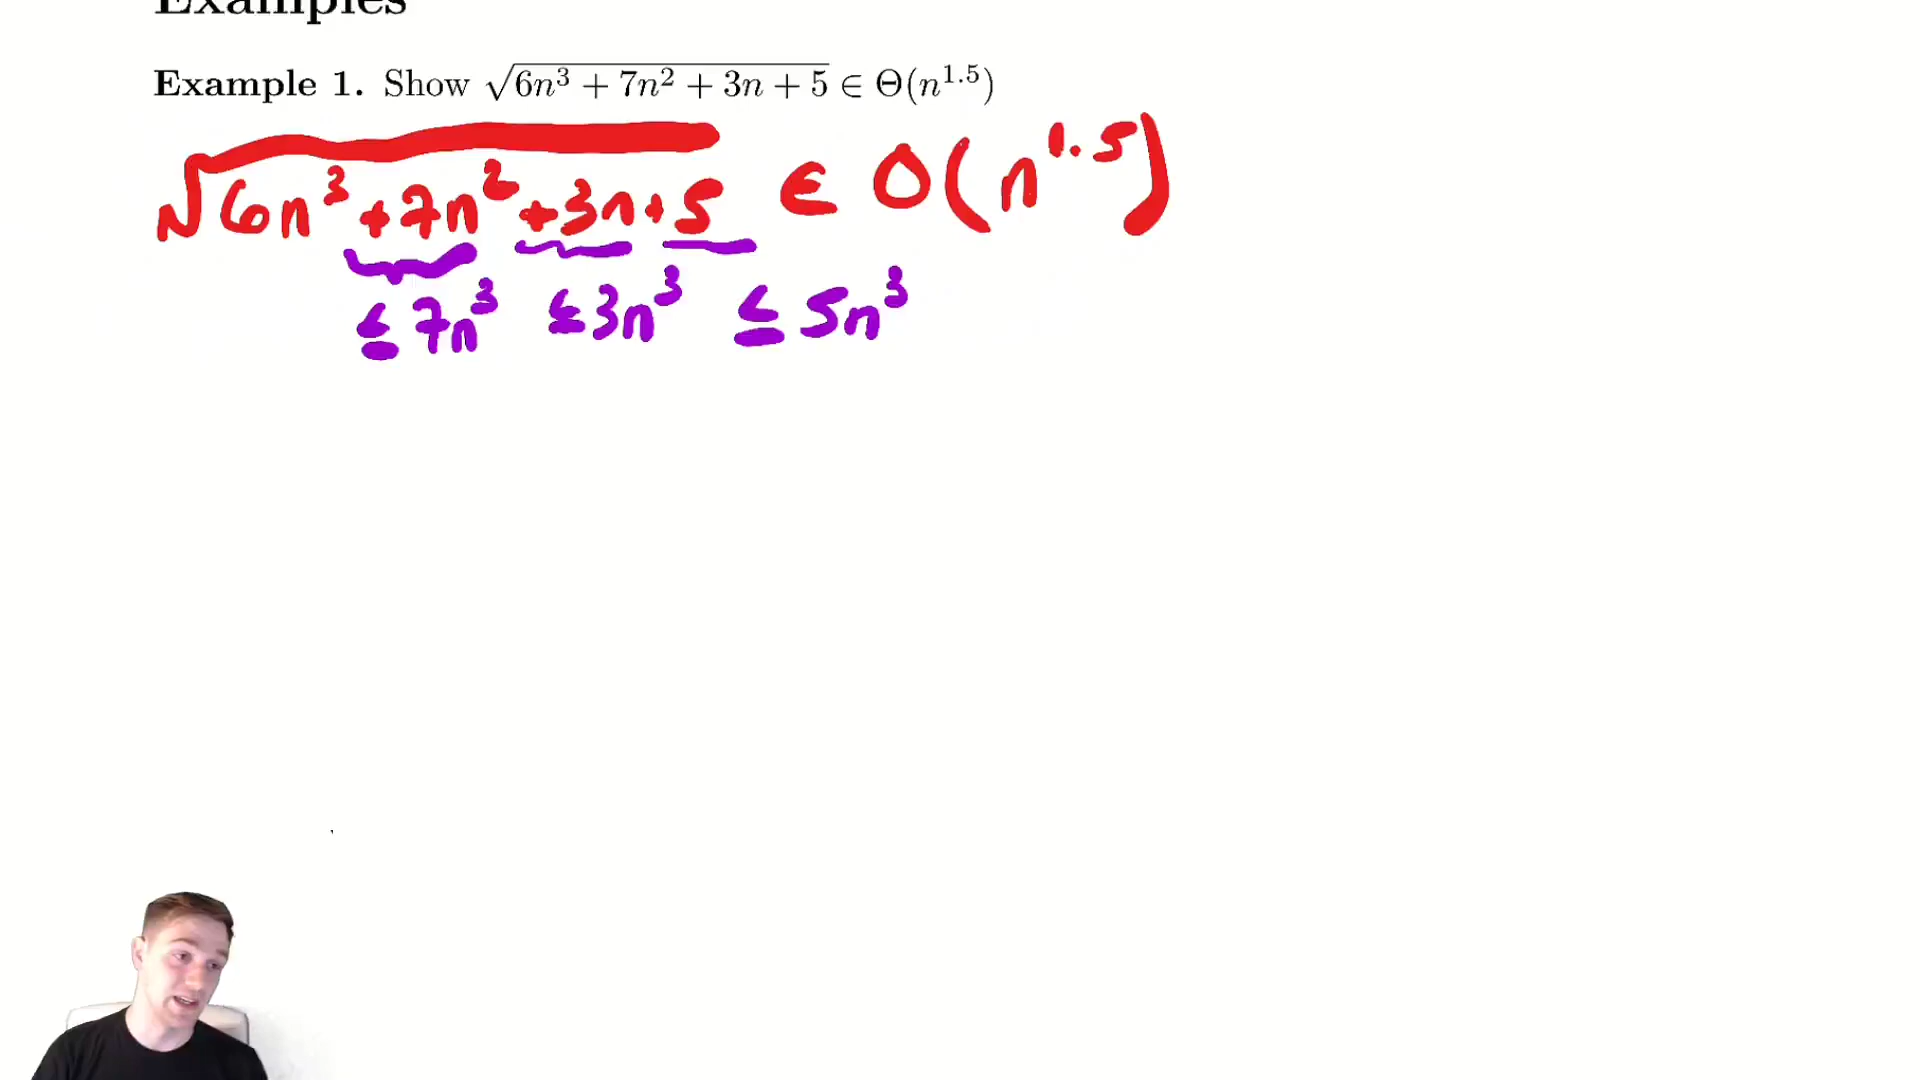 Examples
Example 1. Show √(6n³ + 7n² + 3n + 5) ∈ Θ(n^{1.5})
√(6n³ + 7n² + 3n + 5) ∈ O(n^{1.5})
≤ 7n³ ≤ 3n³ ≤ 5n³